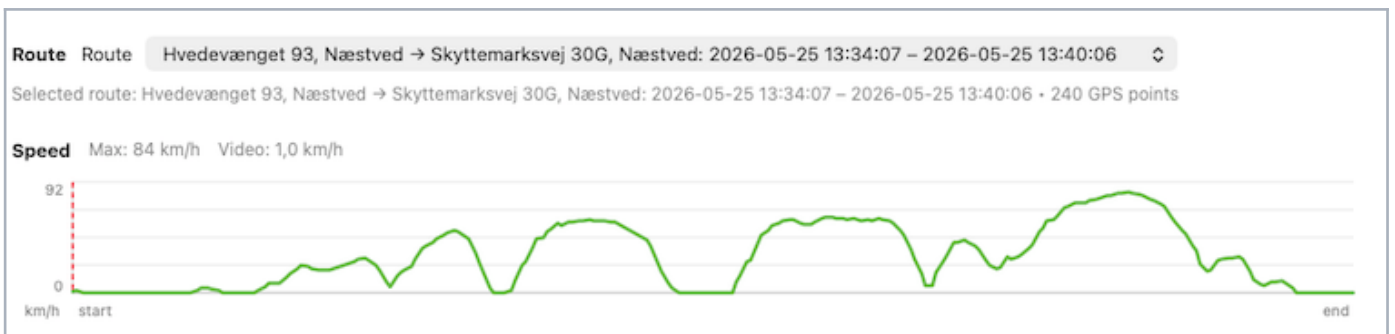 Route Route Hvedevænget 93, Næstved → Skyttemarksvej 30G, Næstved: 2026-05-25 13:34:07 – 2026-05-25 13:40:06
Selected route: Hvedevænget 93, Næstved → Skyttemarksvej 30G, Næstved: 2026-05-25 13:34:07 – 2026-05-25 13:40:06 • 240 GPS points
Speed Max: 84 km/h Video: 1,0 km/h
92
0
km/h start end